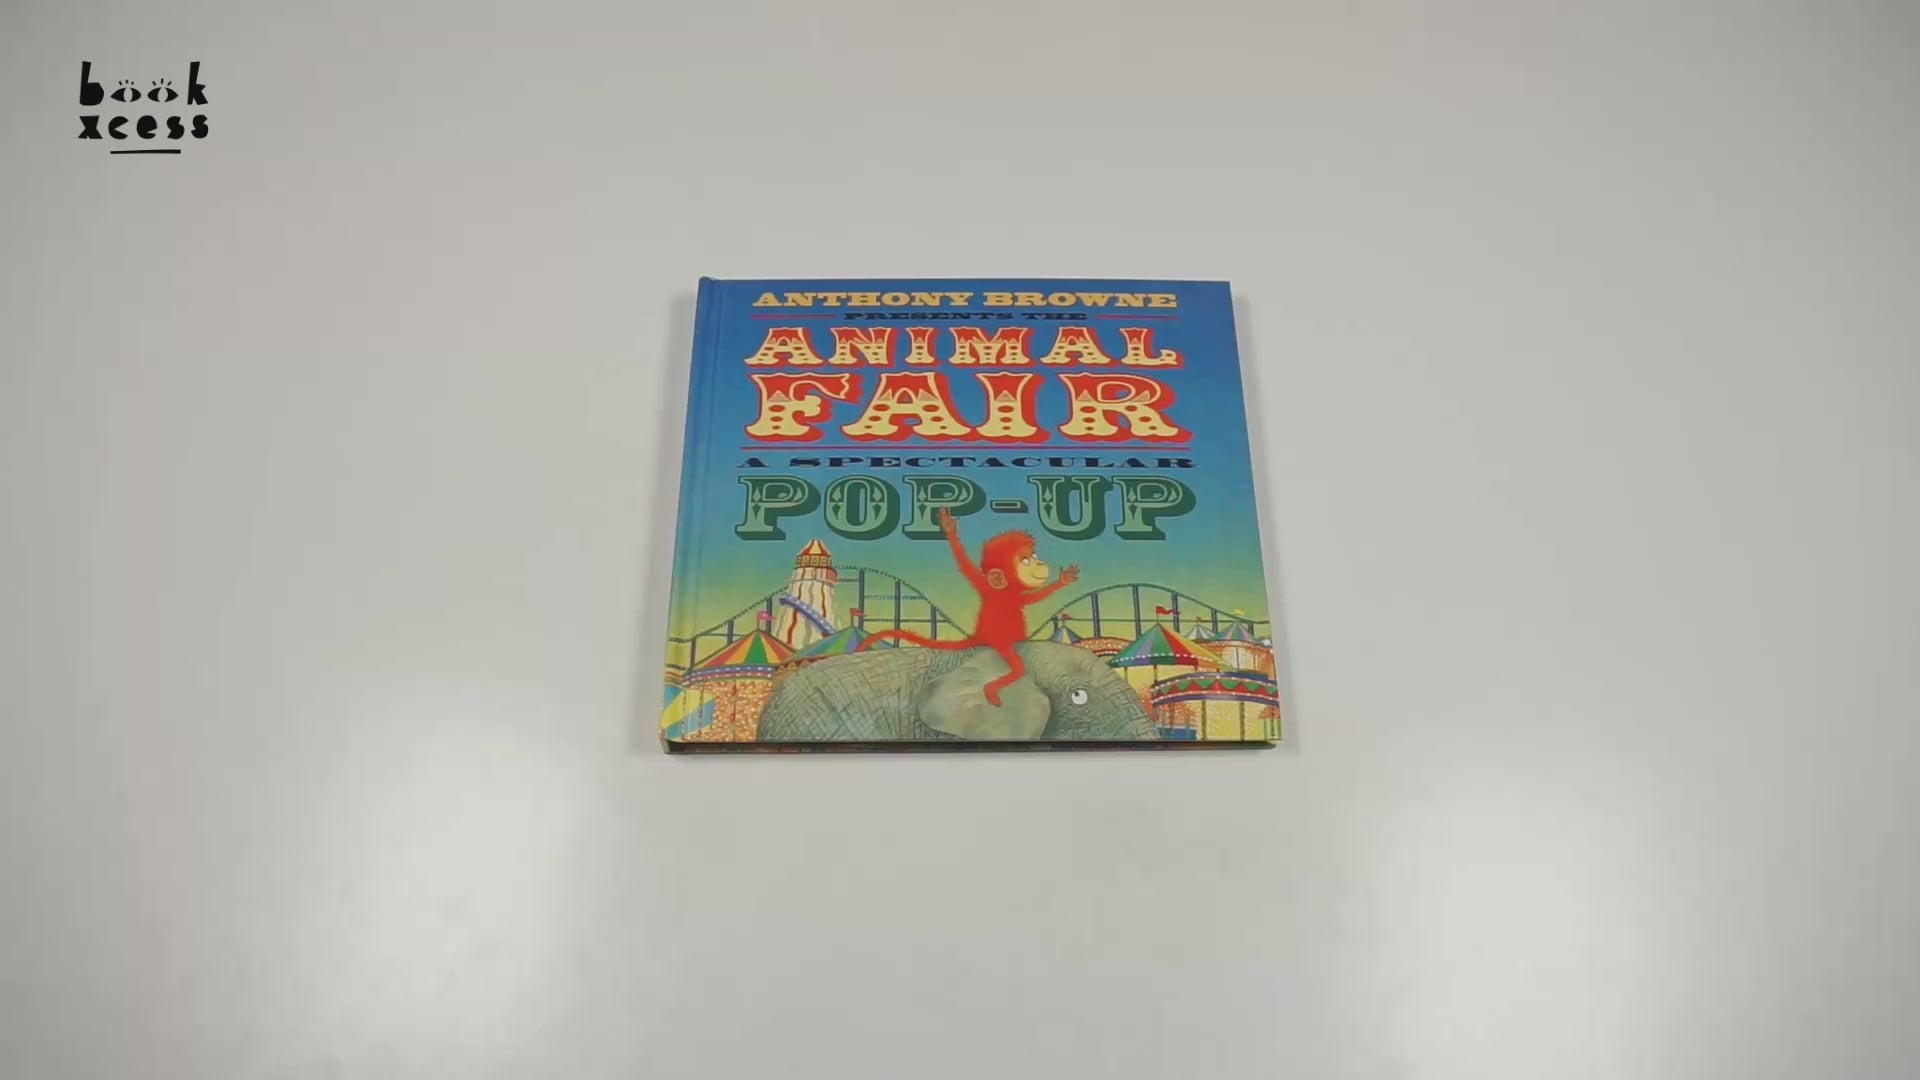 book
xcess
ANTHONY BROWNE
PRESENTS THE
ANIMAL
FAIR
A SPECTACULAR
POP-UP